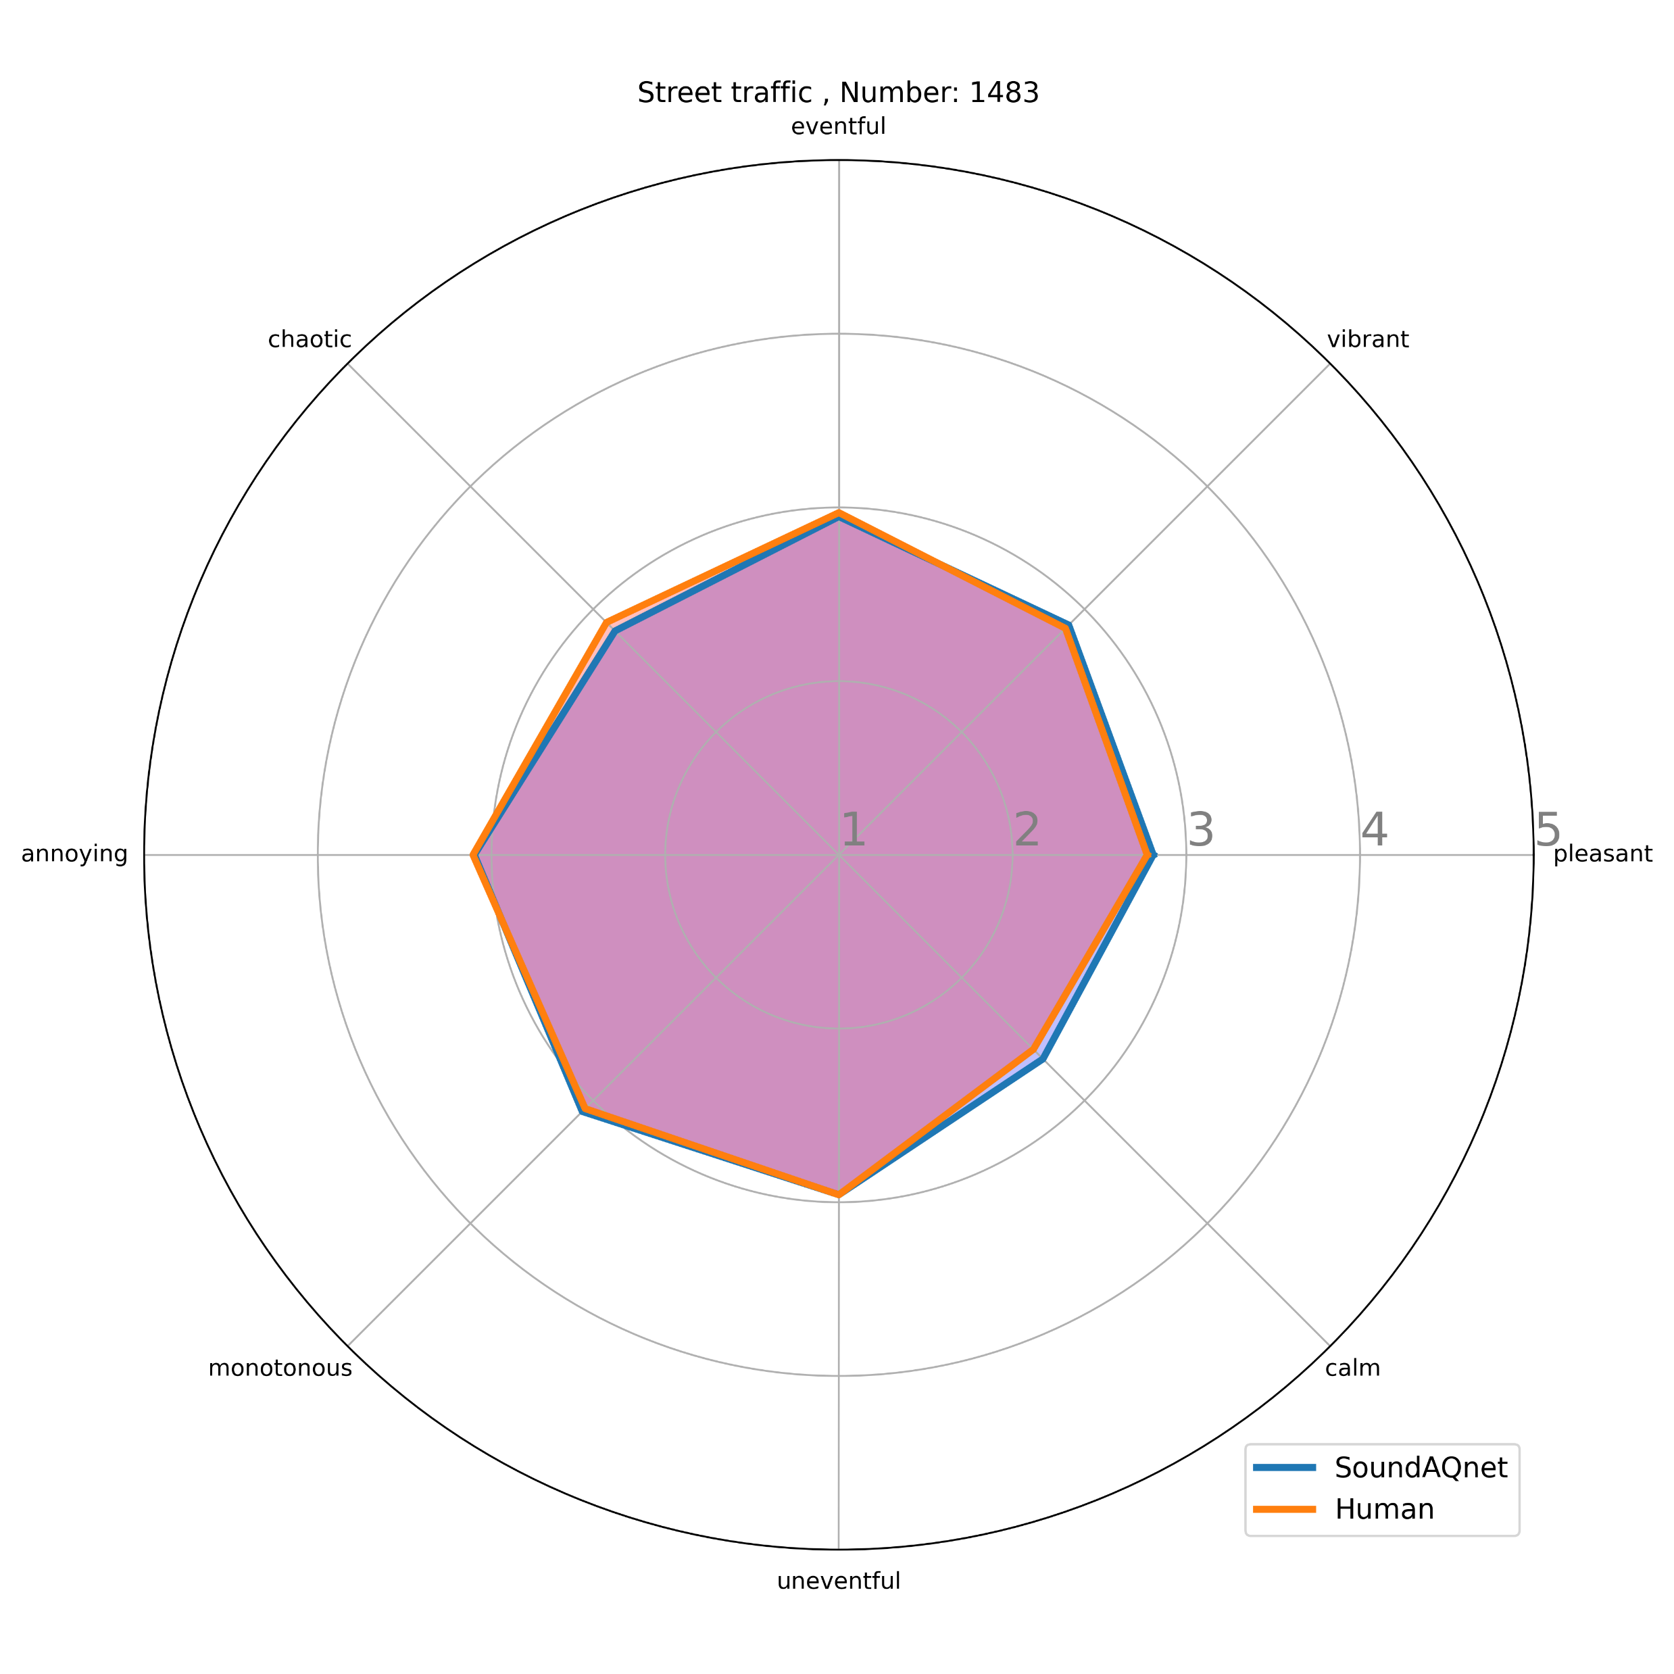 Street traffic , Number: 1483
eventful
chaotic
vibrant
1 2 3 4 5
annoying
pleasant
monotonous
calm
SoundAQnet
Human
uneventful